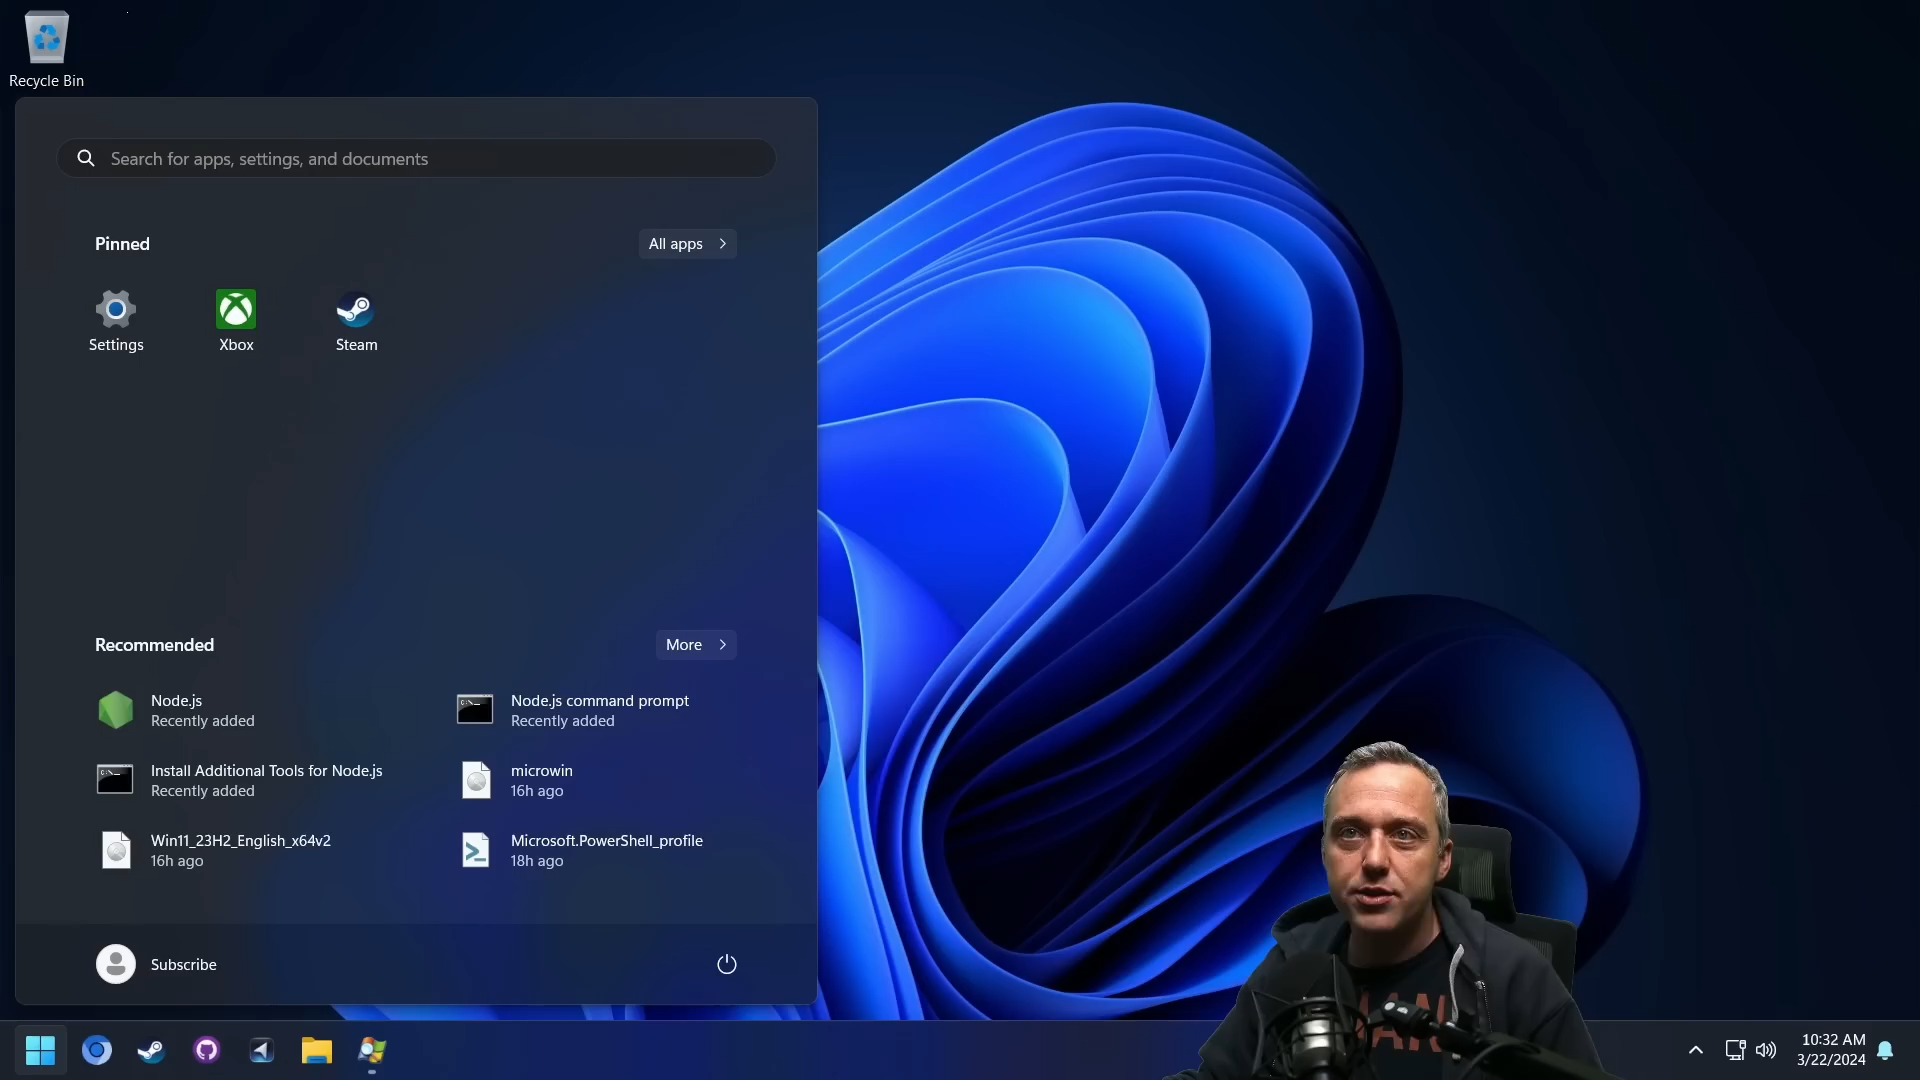 Recycle Bin
Search for apps, settings, and documents
Pinned
All apps
Settings
Xbox
Steam
Recommended
More
Node.js
Recently added
Node.js command prompt
Recently added
Install Additional Tools for Node.js
Recently added
microwin
16h ago
Win11_23H2_English_x64v2
16h ago
Microsoft.PowerShell_profile
18h ago
Subscribe
10:32 AM
3/22/2024